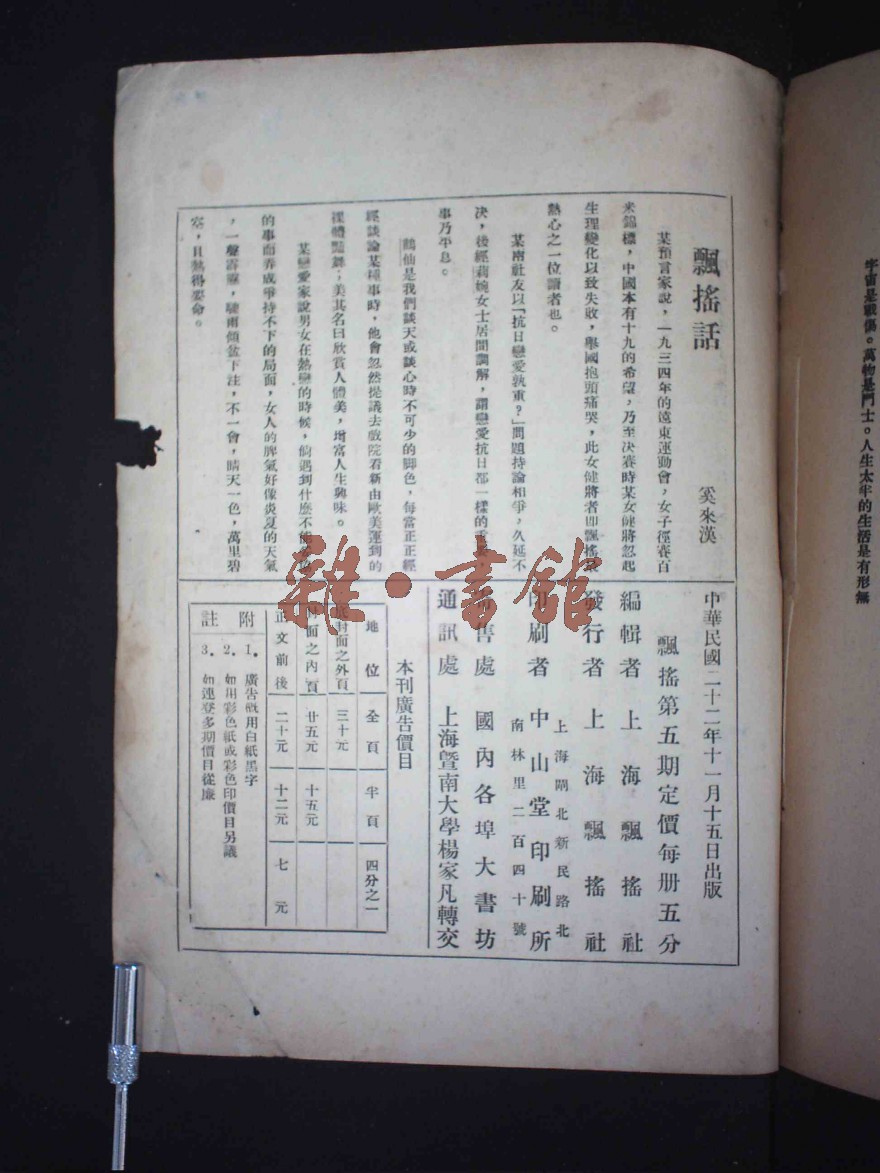 宇宙是戰傷。萬物是鬥士。人生太半的生活是有形無
飄搖話
奚來漢
某預言家說，一九三四年的遠東運動會，女子徑賽百
米錦標，中國本有十九的希望，乃至決賽時某女健將忽起
生理變化以致失敗，舉國抱頭痛哭，此女健將者即飄搖最
熱心之一位讀者也。
某兩社友以「抗日戀愛孰重？」問題持論相爭，久延不
決，後經莉婉女士居間調解，謂戀愛抗日都一樣的重要
事乃平息。
鶴仙是我們談天或談心時不可少的脚色，每當正正經
經談論某種事時，他會忽然提議去戲院看新由歐美運到的
裸體豔舞；美其名曰欣賞人體美，增富人生興味。
某戀愛家說男女在熱戀的時候，倘遇到什麽不能
的事而弄成爭持不下的局面，女人的脾氣好像炎夏的天氣
，一聲霹靂，驟雨傾盆下注，不一會，晴天一色，萬里碧
空，且熱得要命。
中華民國二十二年十一月十五日出版
飄搖第五期定價每册五分
編輯者 上海飄搖社
發行者 上海飄搖社
印刷者 中山堂印刷所
上海閘北新民路北
南林里二百四十號
售處 國內各埠大書坊
通訊處 上海暨南大學楊家凡轉交
本刊廣告價目
地位 全頁 半頁 四分之一
底封面之外頁 三十元
封面之內頁 廿五元 十五元
正文前後 二十元 十二元 七元
附註
1. 廣告概用白紙黑字
2. 如用彩色紙或彩色印價目另議
3. 如連登多期價目從廉
雜·書館